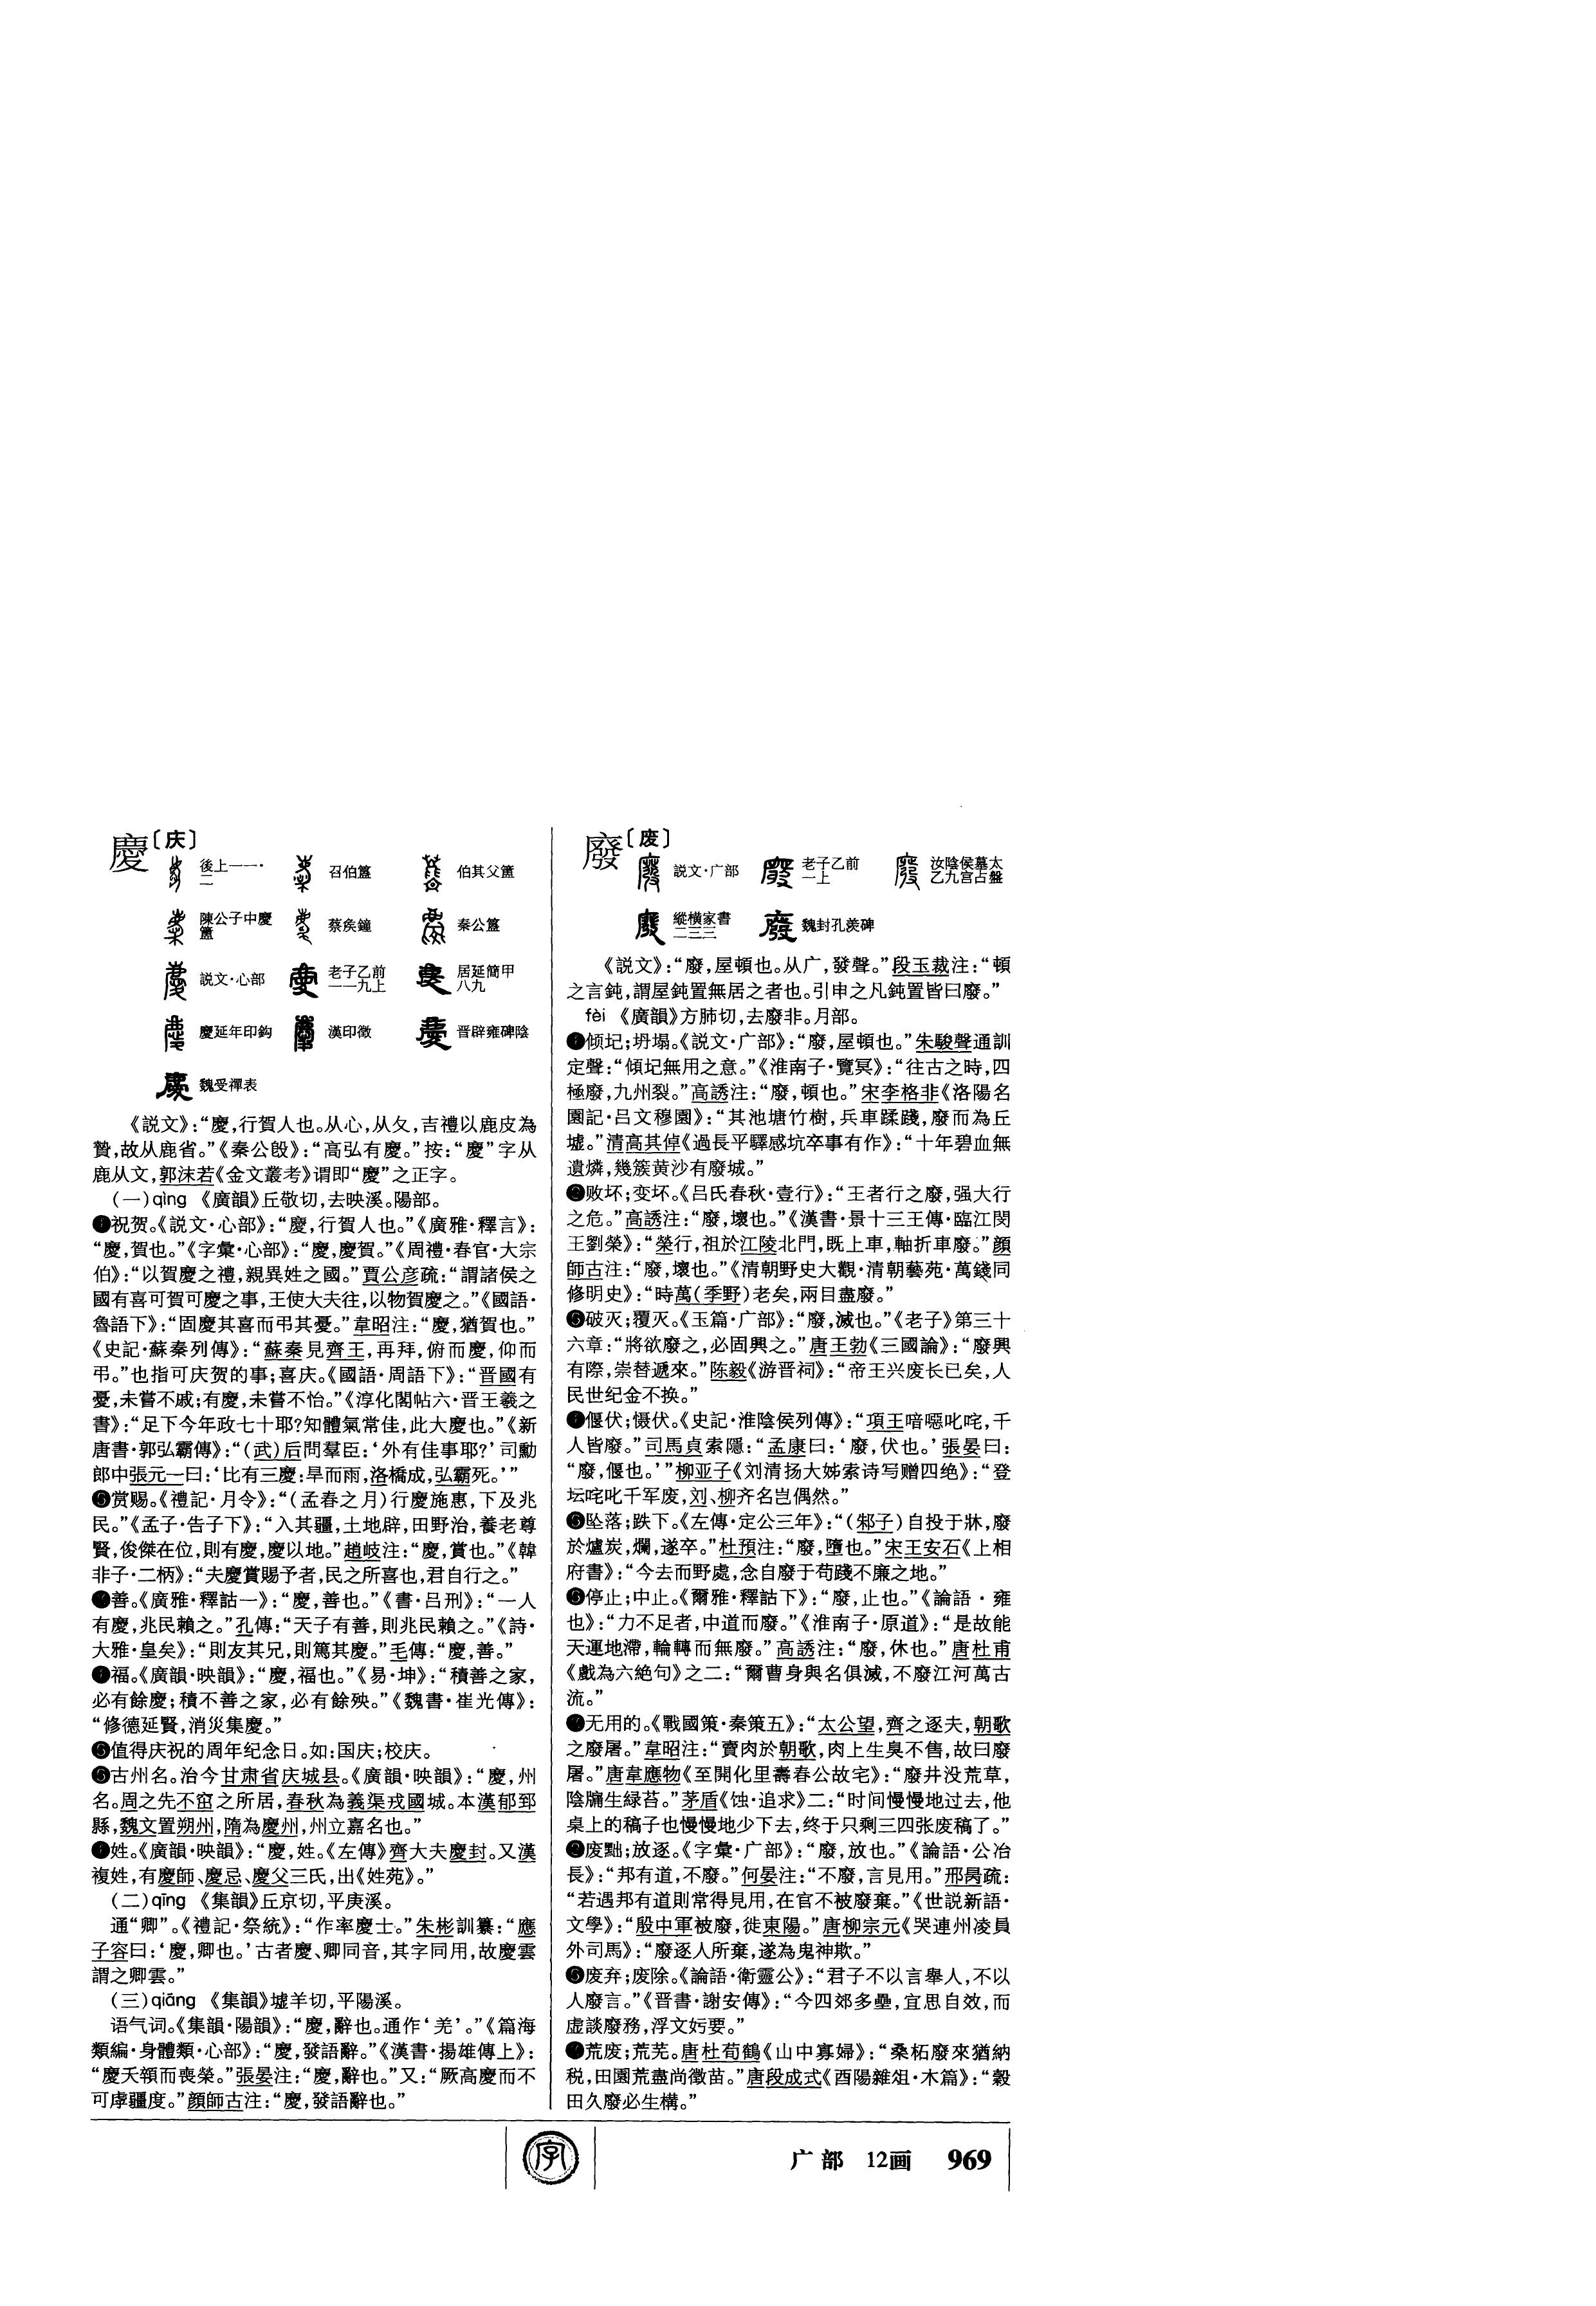 慶〔庆〕
後上一一·二
召伯簋
伯其父簠
陳公子中慶簠
蔡侯鐘
秦公簋
説文·心部
老子乙前一一九上
居延簡甲八九
慶延年印鈎
漢印徵
晋辟雍碑陰
魏受禪表
《説文》:“慶,行賀人也。从心,从夊,吉禮以鹿皮為
贄,故从鹿省。”《秦公𣪘》:“高弘有慶。”按:“慶”字从
鹿从文,郭沫若《金文叢考》谓即“慶”之正字。
(一)qìng 《廣韻》丘敬切,去映溪。陽部。
❶祝贺。《説文·心部》:“慶,行賀人也。”《廣雅·釋言》:
“慶,賀也。”《字彙·心部》:“慶,慶賀。”《周禮·春官·大宗
伯》:“以賀慶之禮,親異姓之國。”賈公彦疏:“謂諸侯之
國有喜可賀可慶之事,王使大夫往,以物賀慶之。”《國語·
魯語下》:“固慶其喜而弔其憂。”韋昭注:“慶,猶賀也。”
《史記·蘇秦列傳》:“蘇秦見齊王,再拜,俯而慶,仰而
弔。”也指可庆贺的事;喜庆。《國語·周語下》:“晋國有
憂,未嘗不戚;有慶,未嘗不怡。”《淳化閣帖六·晋王羲之
書》:“足下今年政七十耶?知體氣常佳,此大慶也。”《新
唐書·郭弘霸傳》:“(武)后問羣臣:‘外有佳事耶?’司勳
郎中張元一曰:‘比有三慶:旱而雨,洛橋成,弘霸死。’”
賞赐。《禮記·月令》:“(孟春之月)行慶施惠,下及兆
民。”《孟子·告子下》:“入其疆,土地辟,田野治,養老尊
賢,俊傑在位,則有慶,慶以地。”趙岐注:“慶,賞也。”《韓
非子·二柄》:“夫慶賞賜予者,民之所喜也,君自行之。”
善。《廣雅·釋詁一》:“慶,善也。”《書·吕刑》:“一人
有慶,兆民賴之。”孔傳:“天子有善,則兆民賴之。”《詩·
大雅·皇矣》:“則友其兄,則篤其慶。”毛傳:“慶,善。”
福。《廣韻·映韻》:“慶,福也。”《易·坤》:“積善之家,
必有餘慶;積不善之家,必有餘殃。”《魏書·崔光傳》:
“修德延賢,消災集慶。”
值得庆祝的周年纪念日。如:国庆;校庆。
古州名。治今甘肃省庆城县。《廣韻·映韻》:“慶,州
名。周之先不窋之所居,春秋為義渠戎國城。本漢郁郅
縣,魏文置朔州,隋為慶州,州立嘉名也。”
姓。《廣韻·映韻》:“慶,姓。《左傳》齊大夫慶封。又漢
複姓,有慶師、慶忌、慶父三氏,出《姓苑》。”
(二)qīng 《集韻》丘京切,平庚溪。
通“卿”。《禮記·祭統》:“作率慶士。”朱彬訓纂:“應
子容曰:‘慶,卿也。’古者慶、卿同音,其字同用,故慶雲
謂之卿雲。”
(三)qiāng 《集韻》墟羊切,平陽溪。
语气词。《集韻·陽韻》:“慶,辭也。通作‘羌’。”《篇海
類編·身體類·心部》:“慶,發語辭。”《漢書·揚雄傳上》:
“慶夭顇而喪榮。”張晏注:“慶,辭也。”又:“厥高慶而不
可虖疆度。”顔師古注:“慶,發語辭也。”
廢〔废〕
説文·广部
老子乙前一上
汝陰侯墓太乙九宫占盤
縱横家書二三三
魏封孔羨碑
《説文》:“廢,屋頓也。从广,發聲。”段玉裁注:“頓
之言鈍,謂屋鈍置無居之者也。引申之凡鈍置皆曰廢。”
fèi 《廣韻》方肺切,去廢非。月部。
❶倾圮;坍塌。《説文·广部》:“廢,屋頓也。”朱駿聲通訓
定聲:“傾圮無用之意。”《淮南子·覽冥》:“往古之時,四
極廢,九州裂。”高誘注:“廢,頓也。”宋李格非《洛陽名
園記·吕文穆園》:“其池塘竹樹,兵車蹂踐,廢而為丘
墟。”清高其倬《過長平驛感坑卒事有作》:“十年碧血無
遺燐,幾簇黄沙有廢城。”
❷败坏;变坏。《吕氏春秋·壹行》:“王者行之廢,强大行
之危。”高誘注:“廢,壞也。”《漢書·景十三王傳·臨江閔
王劉榮》:“榮行,祖於江陵北門,既上車,軸折車廢。”顔
師古注:“廢,壞也。”《清朝野史大觀·清朝藝苑·萬錢同
修明史》:“時萬(季野)老矣,兩目盡廢。”
破灭;覆灭。《玉篇·广部》:“廢,滅也。”《老子》第三十
六章:“將欲廢之,必固興之。”唐王勃《三國論》:“廢興
有際,崇替遞來。”陈毅《游晋祠》:“帝王兴废长已矣,人
民世纪金不换。”
偃伏;慑伏。《史記·淮陰侯列傳》:“項王喑噁叱咤,千
人皆廢。”司馬貞索隱:“孟康曰:‘廢,伏也。’張晏曰:
“廢,偃也。’”柳亚子《刘清扬大姊索诗写赠四绝》:“登
坛咤叱千军废,刘、柳齐名岂偶然。”
坠落;跌下。《左傳·定公三年》:“(邾子)自投于牀,廢
於爐炭,爛,遂卒。”杜預注:“廢,墮也。”宋王安石《上相
府書》:“今去而野處,念自廢于苟賤不廉之地。”
停止;中止。《爾雅·釋詁下》:“廢,止也。”《論語·雍
也》:“力不足者,中道而廢。”《淮南子·原道》:“是故能
天運地滯,輪轉而無廢。”高誘注:“廢,休也。”唐杜甫
《戲為六絶句》之二:“爾曹身與名俱滅,不廢江河萬古
流。”
无用的。《戰國策·秦策五》:“太公望,齊之逐夫,朝歌
之廢屠。”韋昭注:“賣肉於朝歌,肉上生臭不售,故曰廢
屠。”唐韋應物《至開化里壽春公故宅》:“廢井没荒草,
陰牖生緑苔。”茅盾《蚀·追求》二:“时间慢慢地过去,他
桌上的稿子也慢慢地少下去,终于只剩三四张废稿了。”
废黜;放逐。《字彙·广部》:“廢,放也。”《論語·公冶
長》:“邦有道,不廢。”何晏注:“不廢,言見用。”邢昺疏:
“若遇邦有道則常得見用,在官不被廢棄。”《世説新語·
文學》:“殷中軍被廢,徙東陽。”唐柳宗元《哭連州凌員
外司馬》:“廢逐人所棄,遂為鬼神欺。”
废弃;废除。《論語·衛靈公》:“君子不以言舉人,不以
人廢言。”《晋書·謝安傳》:“今四郊多壘,宜思自效,而
虚談廢務,浮文妨要。”
荒废;荒芜。唐杜荀鶴《山中寡婦》:“桑柘廢來猶納
税,田園荒盡尚徵苗。”唐段成式《酉陽雜俎·木篇》:“穀
田久廢必生構。”
字
广部 12画 969